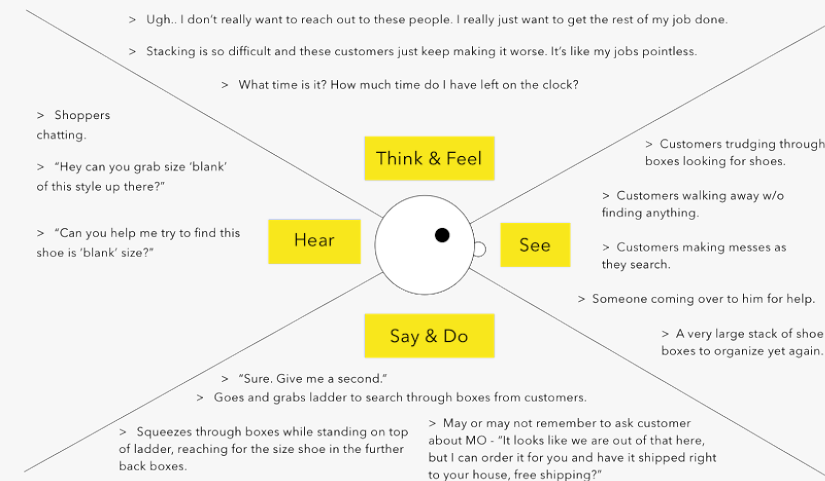 > Ugh.. I don't really want to reach out to these people. I really just want to get the rest of my job done.
> Stacking is so difficult and these customers just keep making it worse. It's like my jobs pointless.
> What time is it? How much time do I have left on the clock?
Think & Feel
> Shoppers
chatting.
> "Hey can you grab size 'blank'
of this style up there?"
> "Can you help me try to find this
shoe is 'blank' size?"
Hear
See
> Customers trudging through
boxes looking for shoes.
> Customers walking away w/o
finding anything.
> Customers making messes as
they search.
> Someone coming over to him for help.
> A very large stack of shoe
boxes to organize yet again.
Say & Do
> "Sure. Give me a second."
> Goes and grabs ladder to search through boxes from customers.
> Squeezes through boxes while standing on top
of ladder, reaching for the size shoe in the further
back boxes.
> May or may not remember to ask customer
about MO - "It looks like we are out of that here,
but I can order it for you and have it shipped right
to your house, free shipping?"